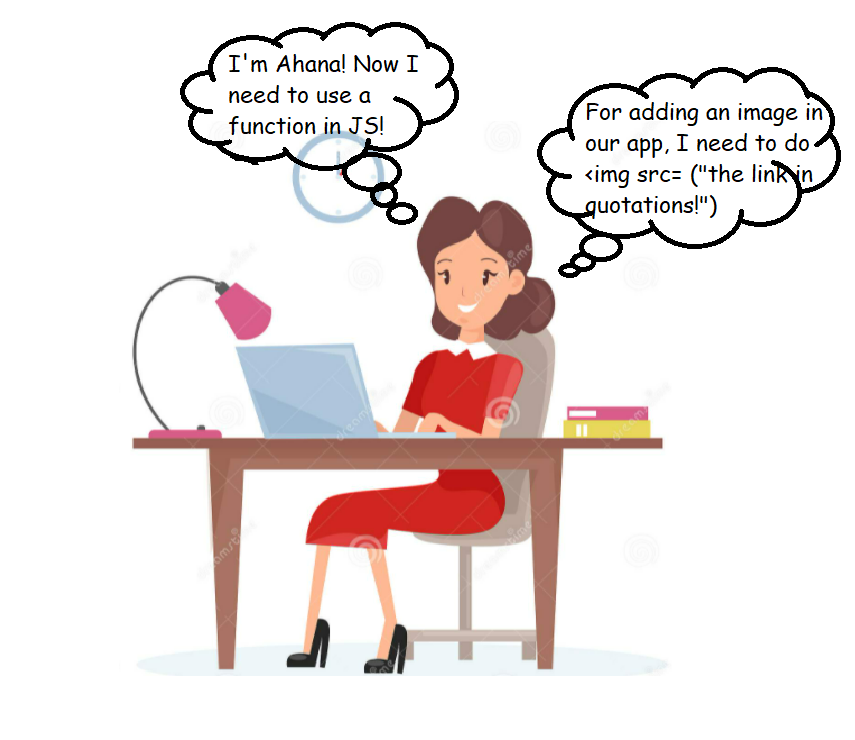 I'm Ahana! Now I
need to use a
function in JS!
For adding an image in
our app, I need to do
<img src= ("the link in
quotations!")
dreamstime